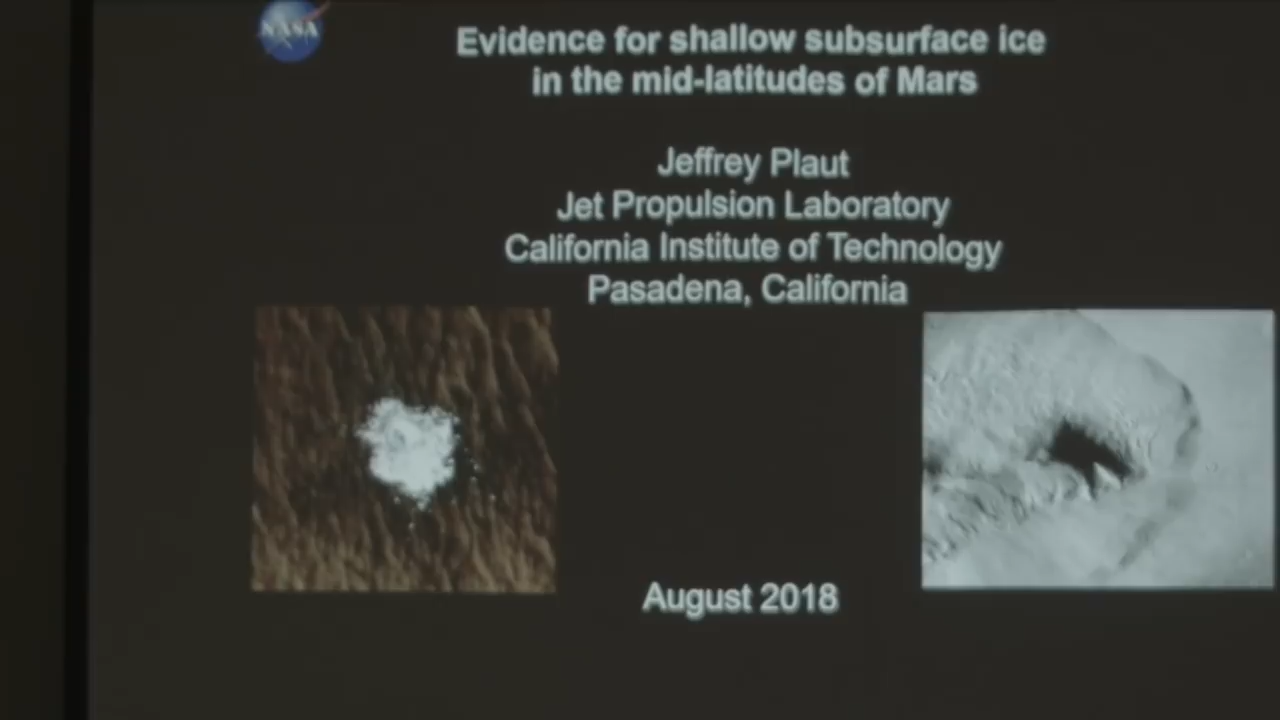 NASA
Evidence for shallow subsurface ice
in the mid-latitudes of Mars
Jeffrey Plaut
Jet Propulsion Laboratory
California Institute of Technology
Pasadena, California
August 2018